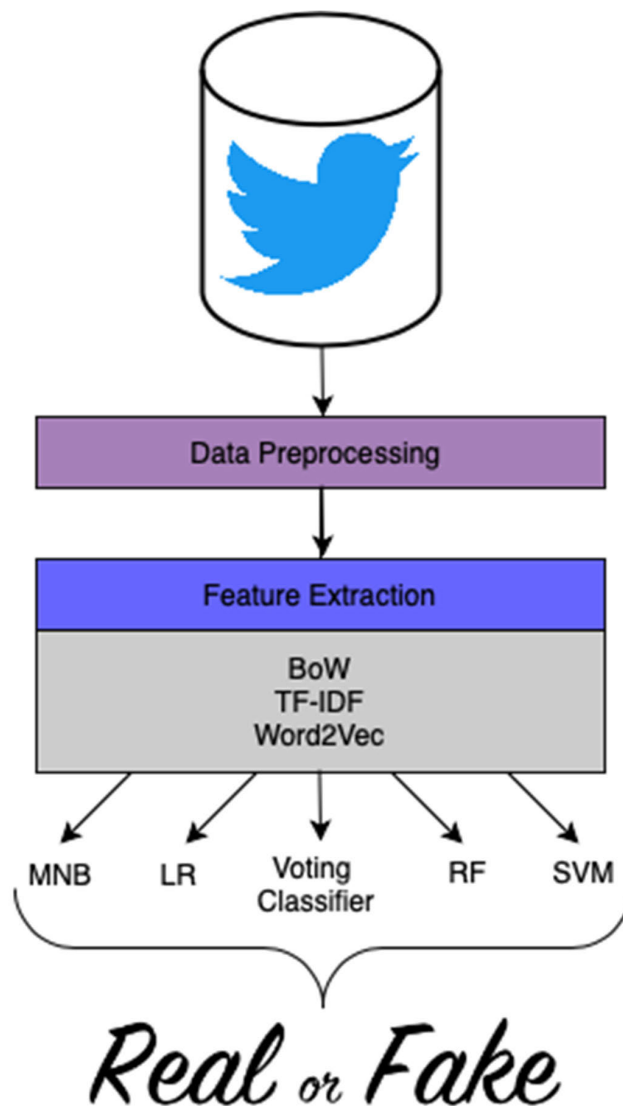 Data Preprocessing
Feature Extraction
BoW
TF-IDF
Word2Vec
MNB LR Voting Classifier RF SVM
Real or Fake